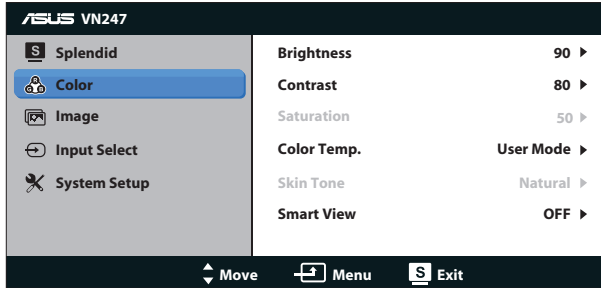 ASUS VN247
S Splendid
Color
Image
Input Select
System Setup
Brightness 90
Contrast 80
Saturation 50
Color Temp. User Mode
Skin Tone Natural
Smart View OFF
Move Menu S Exit